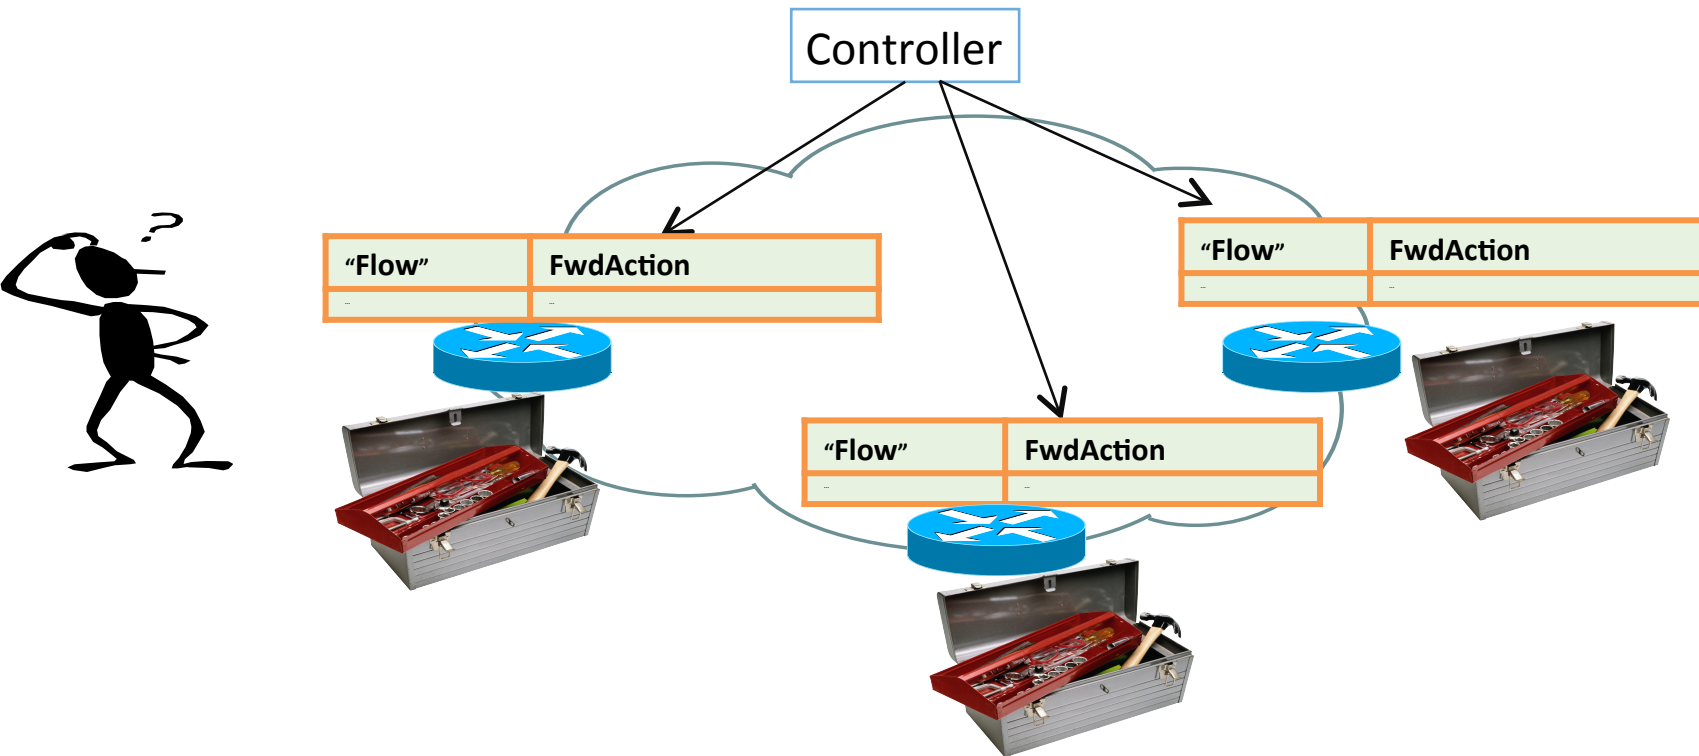 Controller
?
“Flow” FwdAction
... ...
“Flow” FwdAction
... ...
“Flow” FwdAction
... ...